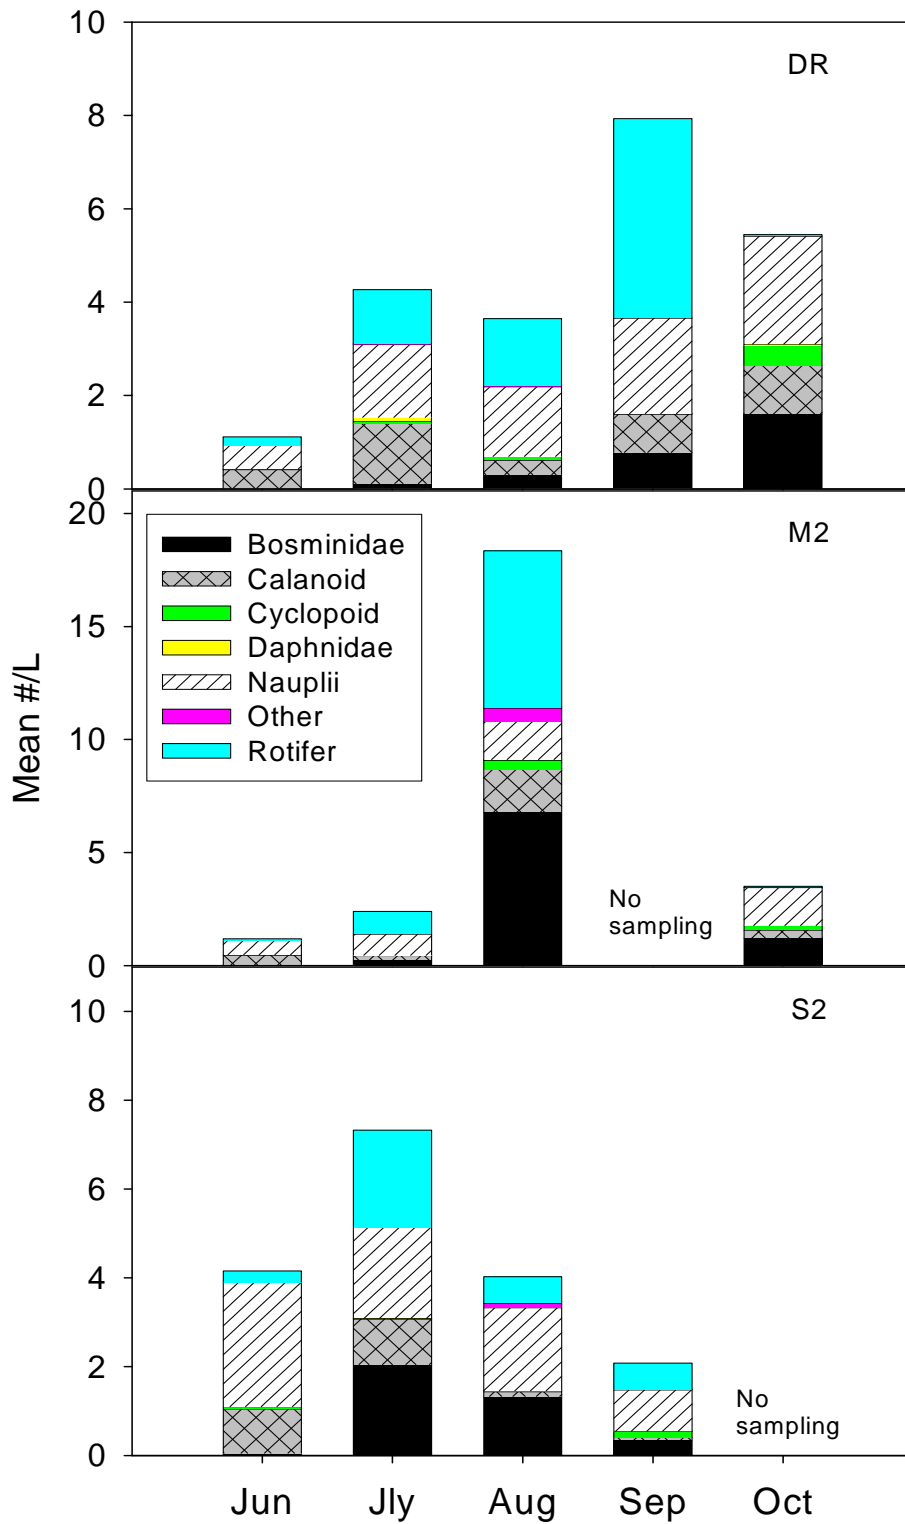 10
DR
8
6
4
2
0
20
M2
Bosminidae
Calanoid
Cyclopoid
Daphnidae
Nauplii
Other
Rotifer
15
10
5
0
No
sampling
Mean #/L
10
S2
8
6
4
2
0
No
sampling
Jun Jly Aug Sep Oct